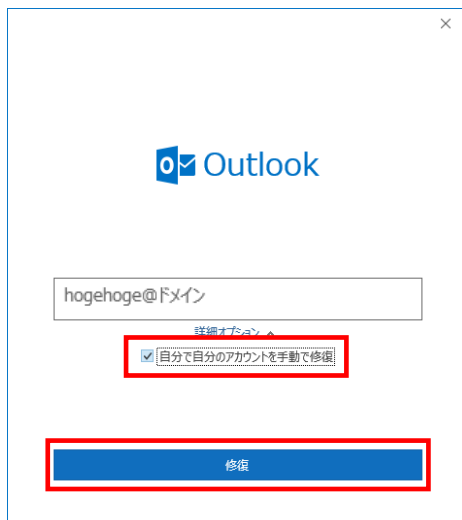 Outlook
hogehoge@ドメイン
詳細オプション
自分で自分のアカウントを手動で修復
修復